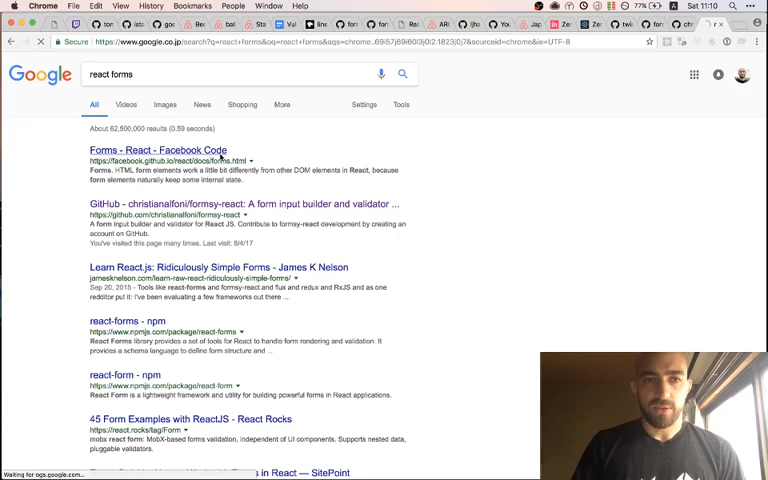 Chrome File Edit View History Bookmarks People Window Help 77% Sat 11:10
Secure https://www.google.co.jp/search?q=react+forms&oq=react+forms&aqs=chrome..69i57j69i60l3j0l2.1823j0j7&sourceid=chrome&ie=UTF-8
Google
react forms
All Videos Images News Shopping More Settings Tools
About 62,500,000 results (0.59 seconds)
Forms - React - Facebook Code
https://facebook.github.io/react/docs/forms.html
Forms. HTML form elements work a little bit differently from other DOM elements in React, because
form elements naturally keep some internal state.
GitHub - christianalfoni/formsy-react: A form input builder and validator ...
https://github.com/christianalfoni/formsy-react
A form input builder and validator for React JS. Contribute to formsy-react development by creating an
account on GitHub.
You've visited this page many times. Last visit: 8/4/17
Learn React.js: Ridiculously Simple Forms - James K Nelson
jamesknelson.com/learn-raw-react-ridiculously-simple-forms/
Sep 20, 2015 - Tools like react-forms and formsy-react and flux and redux and RxJS and as one
redditor put it: I've been evaluating a few frameworks out there ...
react-forms - npm
https://www.npmjs.com/package/react-forms
React Forms library provides a set of tools for React to handle form rendering and validation. It
provides a schema language to define form structure and ...
react-form - npm
https://www.npmjs.com/package/react-form
React Form is a lightweight framework and utility for building powerful forms in React applications.
45 Form Examples with ReactJS - React Rocks
https://react.rocks/tag/Form
mobx react form: MobX-based forms validation, independent of UI components. Supports nested data,
pluggable validators.
s in React — SitePoint
Waiting for ogs.google.com...